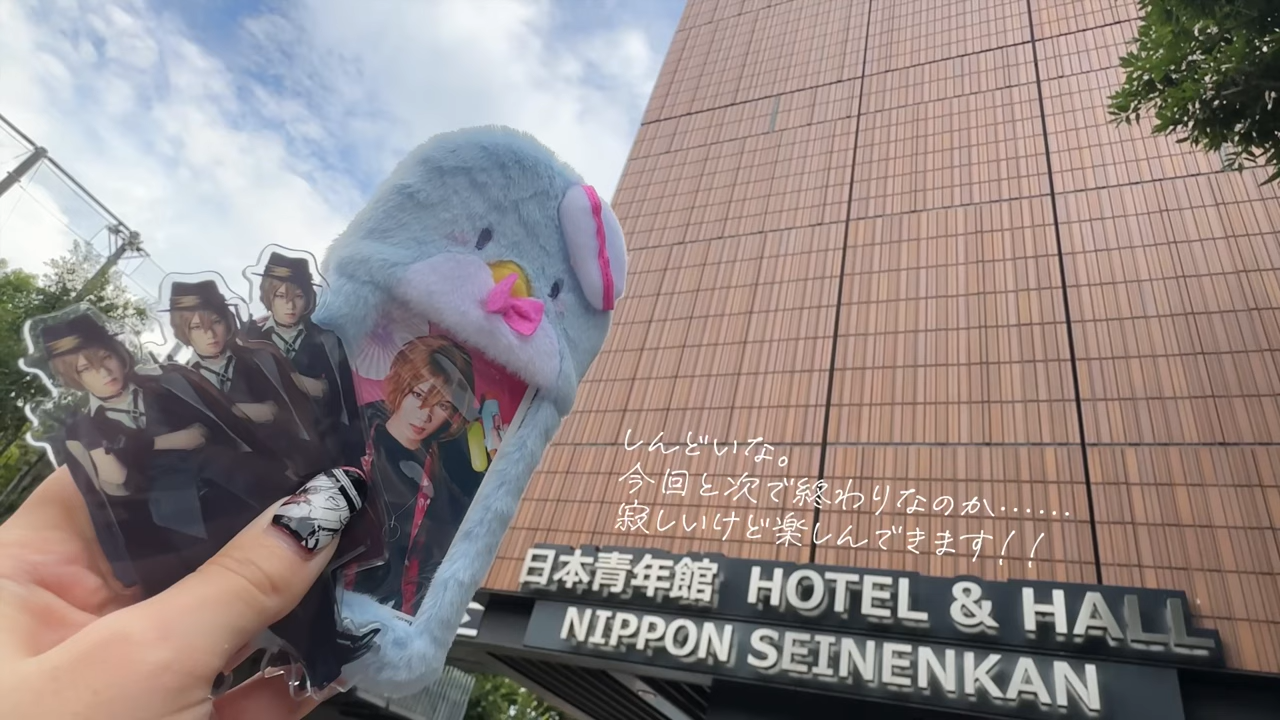 しんどいな。
今回と次で終わりなのか……
寂しいけど楽しんできます！！
日本青年館 HOTEL & HALL
NIPPON SEINENKAN